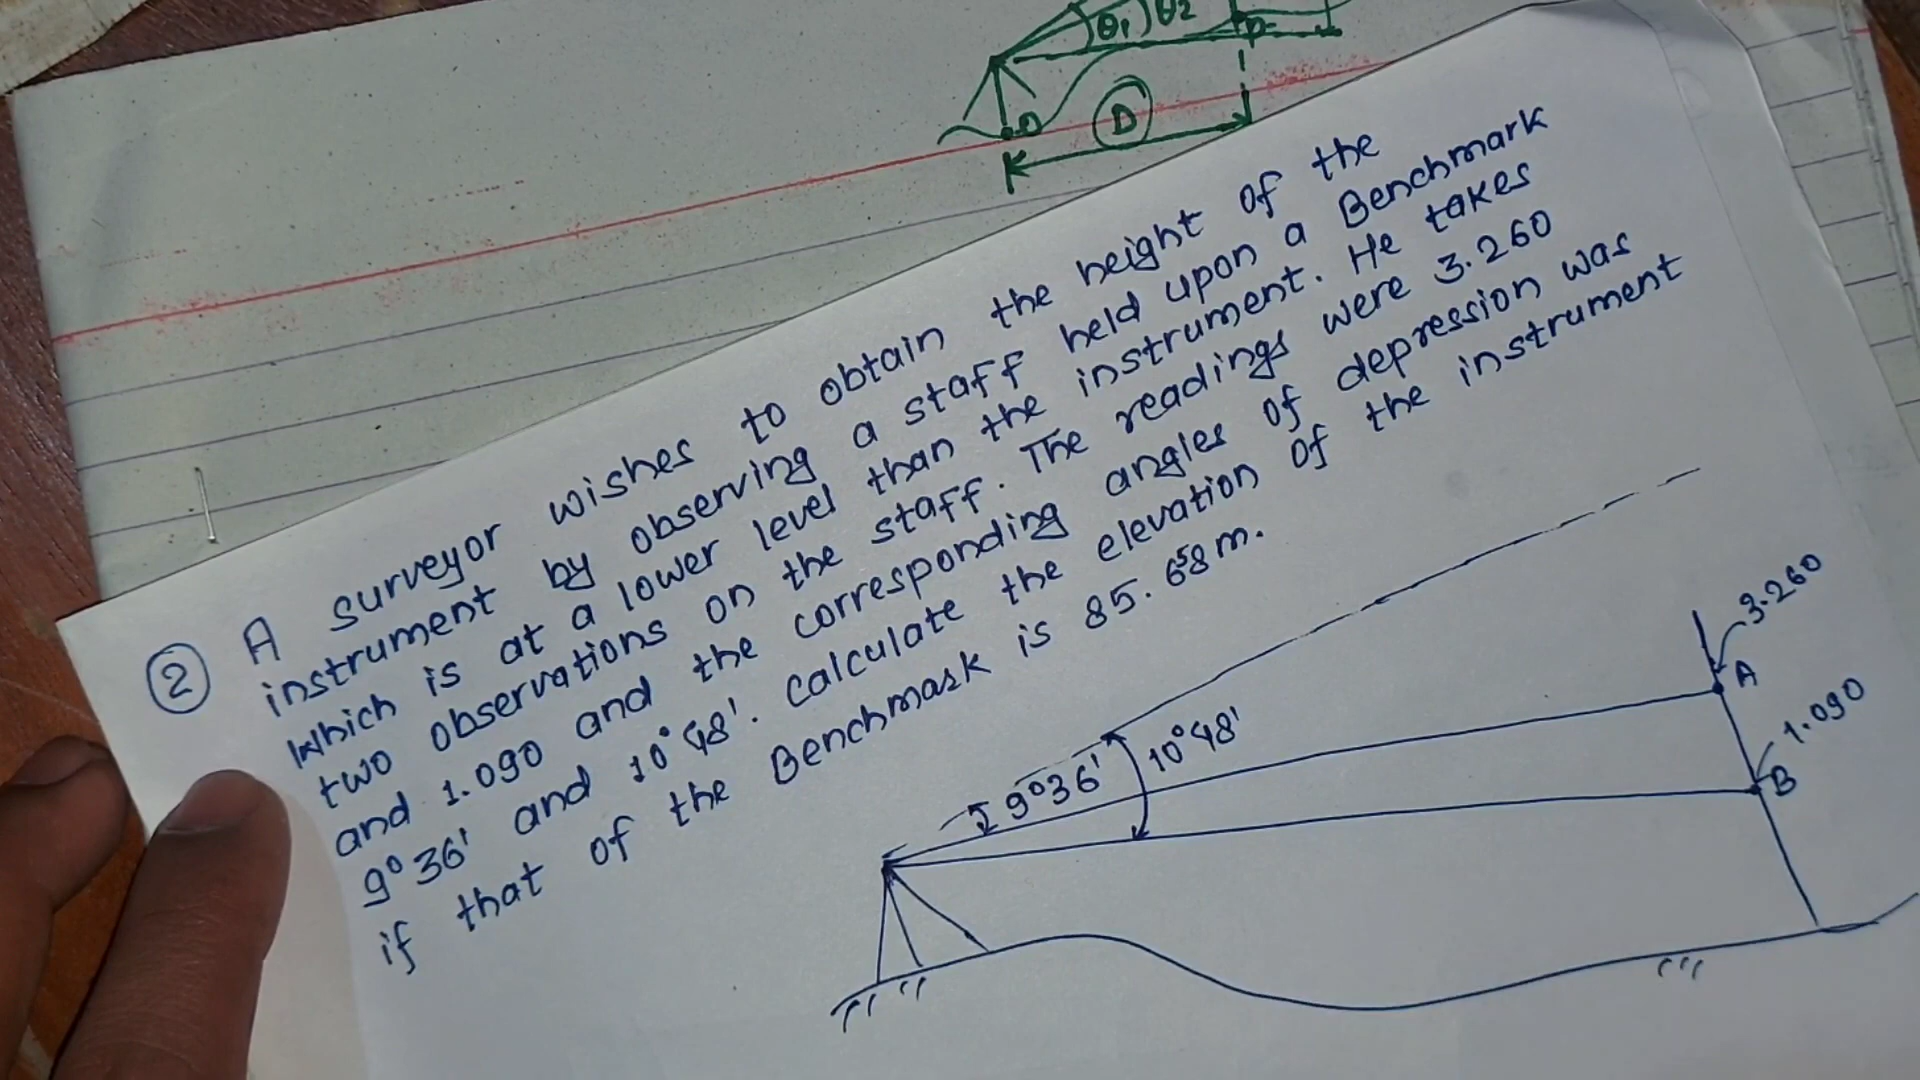 θ1 θ2
D
② A surveyor wishes to obtain the height of the
instrument by observing a staff held upon a Benchmark
which is at a lower level than the instrument. He takes
two observations on the staff. The readings were 3.260
and 1.090 and the corresponding angles of depression was
9°36' and 10°48'. Calculate the elevation of the instrument
if that of the Benchmark is 85.658m.
3.260
A
1.090
B
9°36'
10°48'